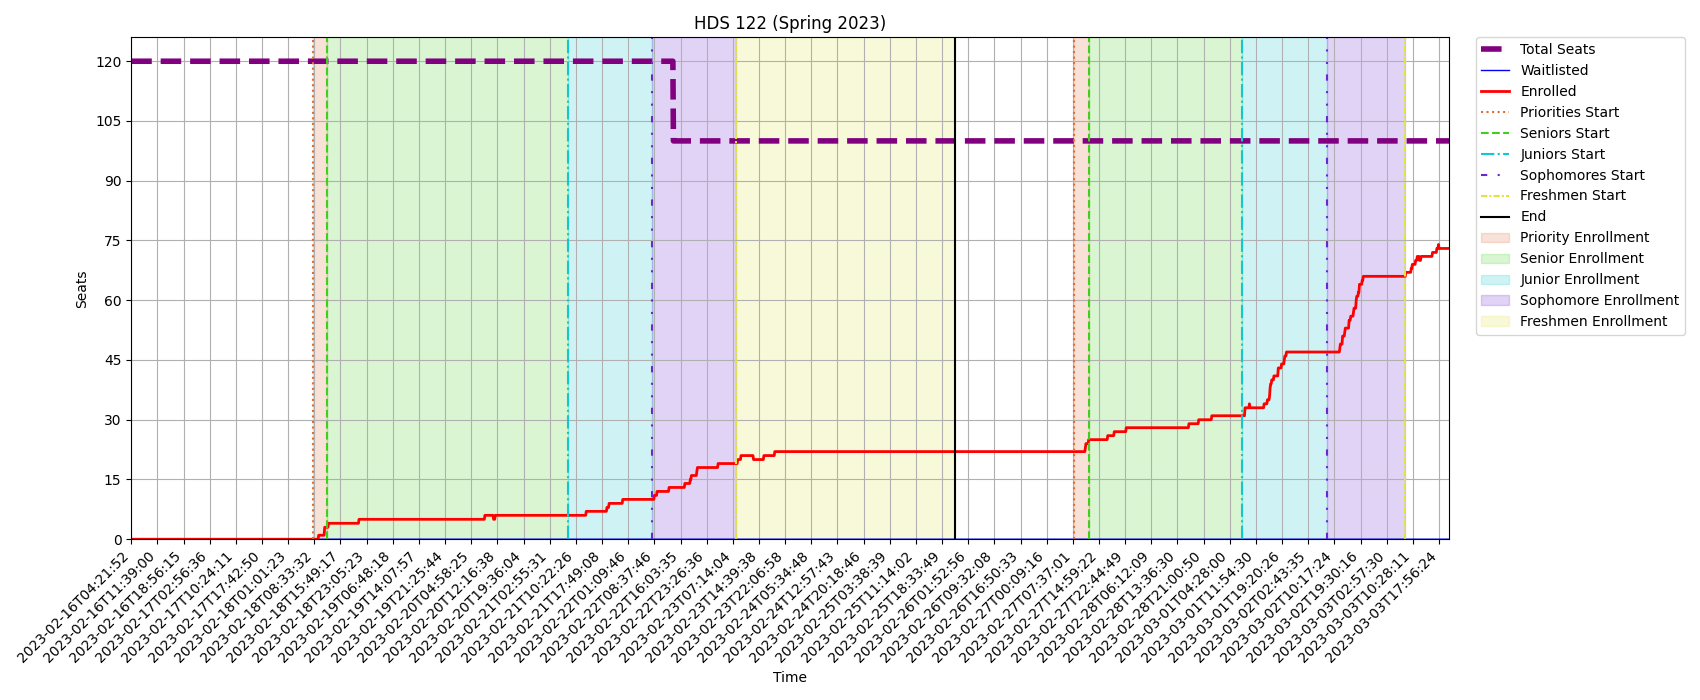 HDS 122 (Spring 2023)
120
105
90
75
60
45
30
15
0
Seats
2023-02-16T04:21:52
2023-02-16T11:39:00
2023-02-16T18:56:15
2023-02-17T02:56:36
2023-02-17T10:24:11
2023-02-17T17:42:50
2023-02-18T01:01:23
2023-02-18T08:33:32
2023-02-18T15:49:17
2023-02-18T23:05:23
2023-02-19T06:48:18
2023-02-19T14:07:57
2023-02-19T21:25:44
2023-02-20T04:58:25
2023-02-20T12:16:38
2023-02-20T19:36:04
2023-02-21T02:55:31
2023-02-21T10:22:26
2023-02-21T17:49:08
2023-02-22T01:09:46
2023-02-22T08:37:46
2023-02-22T16:03:35
2023-02-22T23:26:36
2023-02-23T07:14:04
2023-02-23T14:39:38
2023-02-23T22:06:58
2023-02-24T05:34:48
2023-02-24T12:57:43
2023-02-24T20:18:46
2023-02-25T03:38:39
2023-02-25T11:14:02
2023-02-25T18:33:49
2023-02-26T01:52:56
2023-02-26T09:32:08
2023-02-26T16:50:33
2023-02-27T00:09:16
2023-02-27T07:37:01
2023-02-27T14:59:22
2023-02-27T22:44:49
2023-02-28T06:12:09
2023-02-28T13:36:30
2023-02-28T21:00:50
2023-03-01T04:28:00
2023-03-01T11:54:30
2023-03-01T19:20:26
2023-03-02T02:43:35
2023-03-02T10:17:24
2023-03-02T19:30:16
2023-03-03T02:57:30
2023-03-03T10:28:11
2023-03-03T17:56:24
Time
Total Seats
Waitlisted
Enrolled
Priorities Start
Seniors Start
Juniors Start
Sophomores Start
Freshmen Start
End
Priority Enrollment
Senior Enrollment
Junior Enrollment
Sophomore Enrollment
Freshmen Enrollment